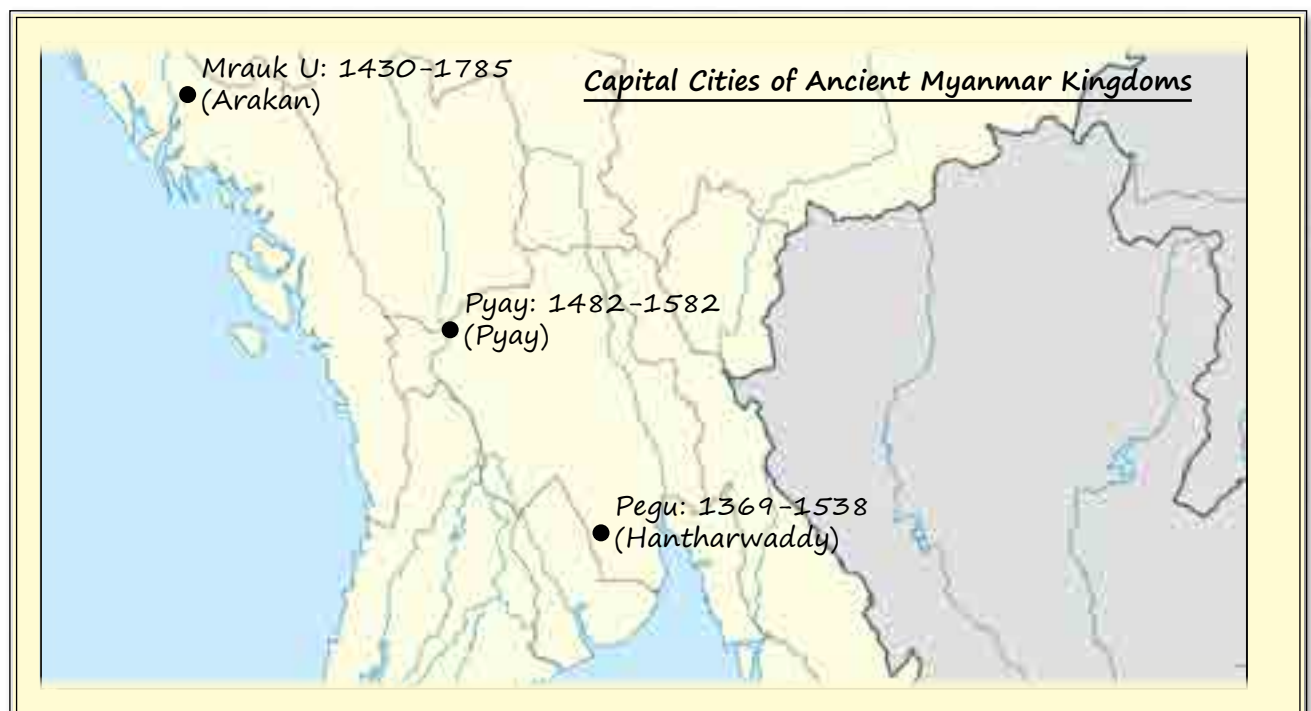 Capital Cities of Ancient Myanmar Kingdoms
Mrauk U: 1430-1785
(Arakan)
Pyay: 1482-1582
(Pyay)
Pegu: 1369-1538
(Hantharwaddy)